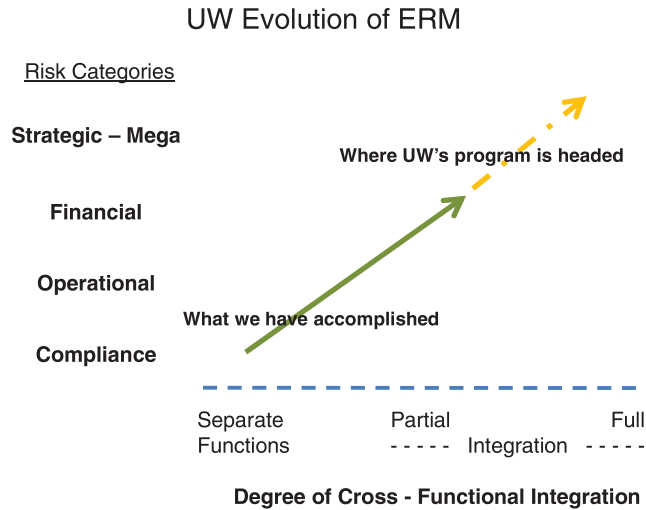 UW Evolution of ERM
Risk Categories
Strategic – Mega
Where UW's program is headed
Financial
Operational
What we have accomplished
Compliance
Separate Partial Full
Functions - - - - - Integration - - - - -
Degree of Cross - Functional Integration